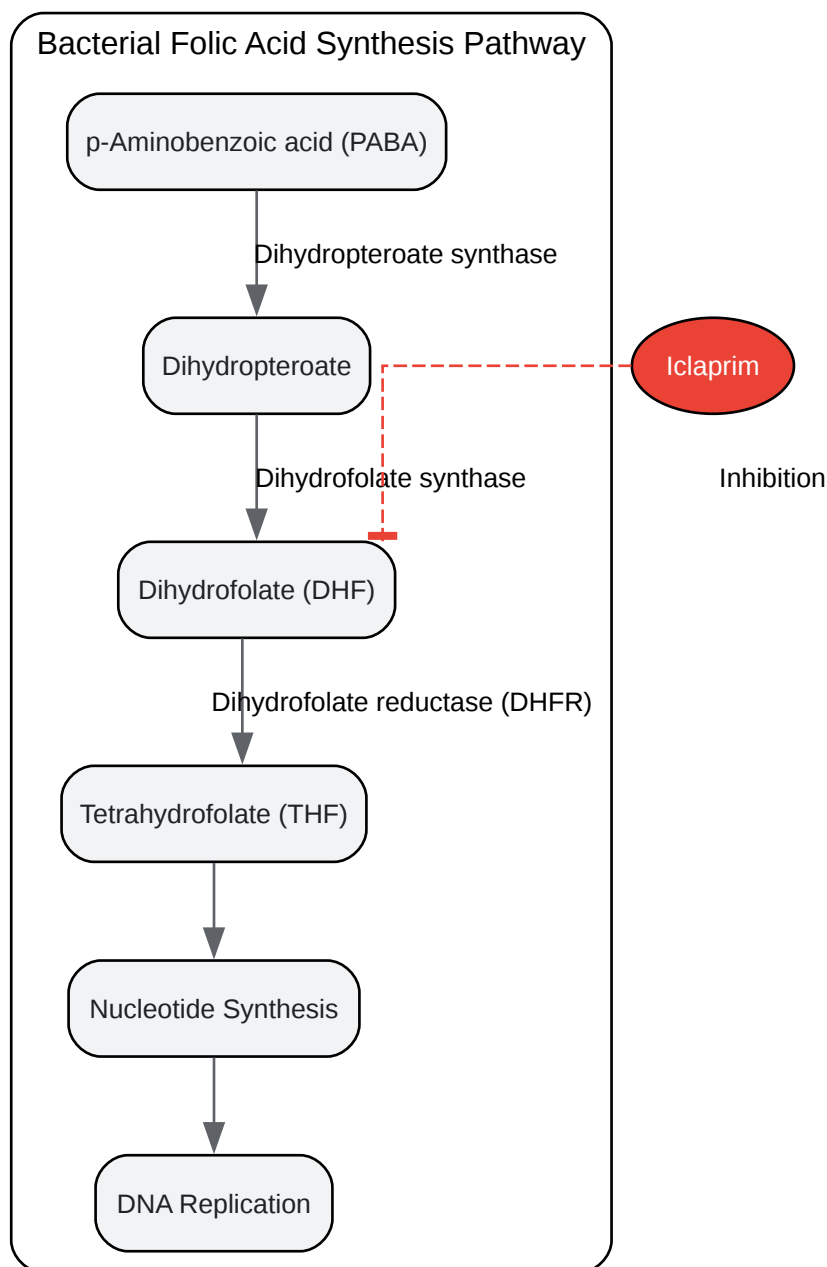 Bacterial Folic Acid Synthesis Pathway
p-Aminobenzoic acid (PABA)
Dihydropteroate synthase
Dihydropteroate
Iclaprim
Dihydrofolate synthase
Inhibition
Dihydrofolate (DHF)
Dihydrofolate reductase (DHFR)
Tetrahydrofolate (THF)
Nucleotide Synthesis
DNA Replication